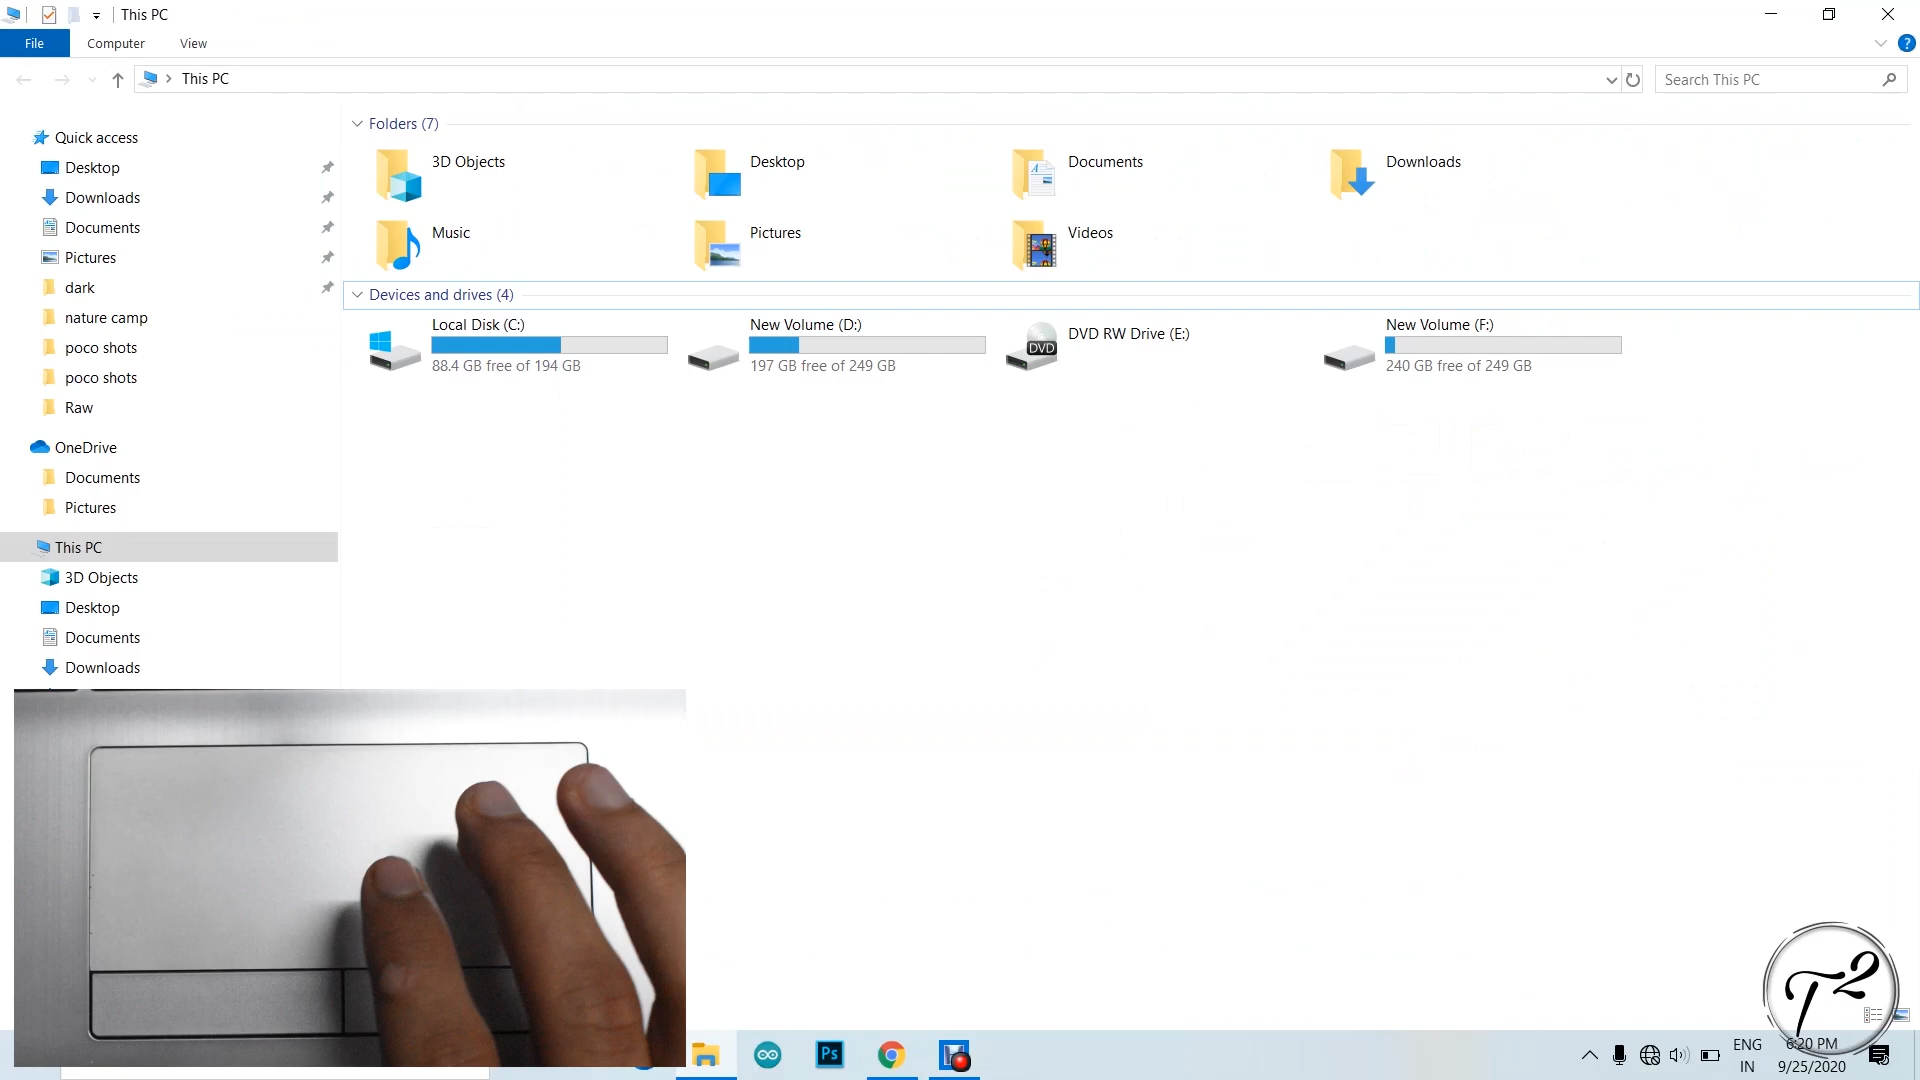 This PC
File
Computer
View
This PC
Search This PC
?
Quick access
Desktop
Downloads
Documents
Pictures
dark
nature camp
poco shots
poco shots
Raw
OneDrive
Documents
Pictures
This PC
3D Objects
Desktop
Documents
Downloads
Folders (7)
3D Objects
Desktop
Documents
Downloads
Music
Pictures
Videos
Devices and drives (4)
Local Disk (C:)
88.4 GB free of 194 GB
New Volume (D:)
197 GB free of 249 GB
DVD
DVD RW Drive (E:)
New Volume (F:)
240 GB free of 249 GB
T2
Ps
ENG
IN
6:20 PM
9/25/2020